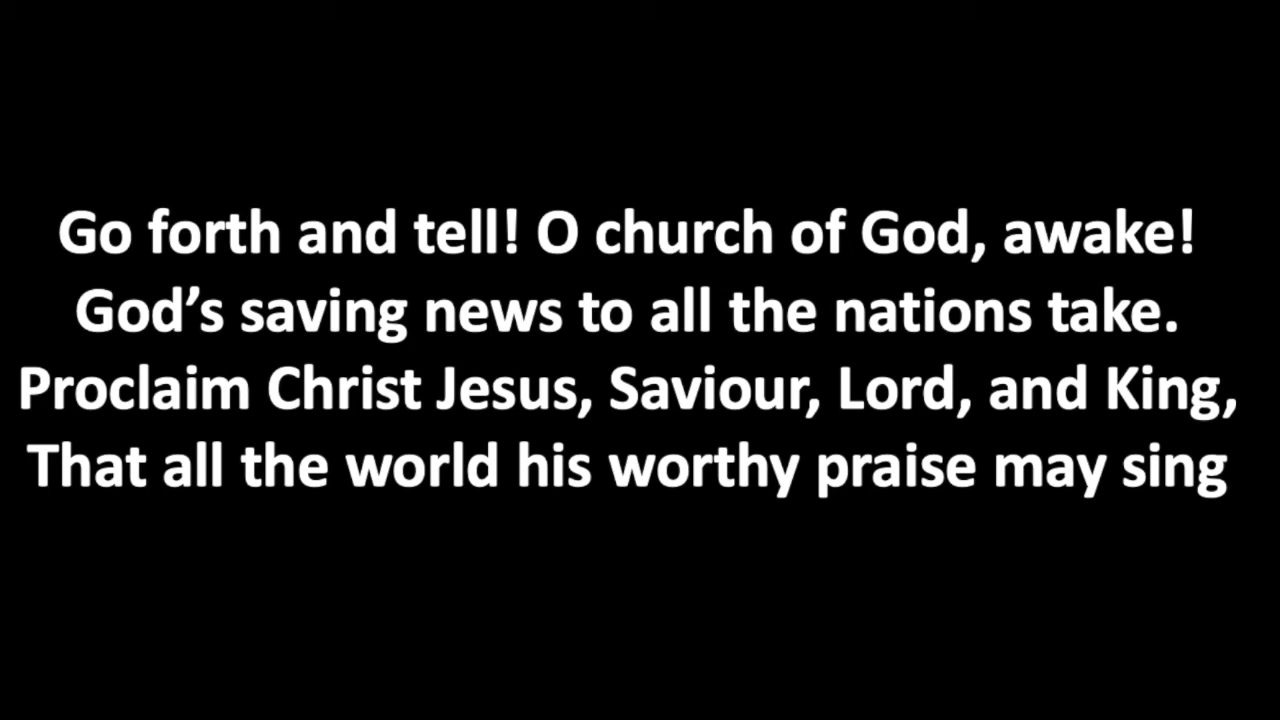 Go forth and tell! O church of God, awake!
God’s saving news to all the nations take.
Proclaim Christ Jesus, Saviour, Lord, and King,
That all the world his worthy praise may sing